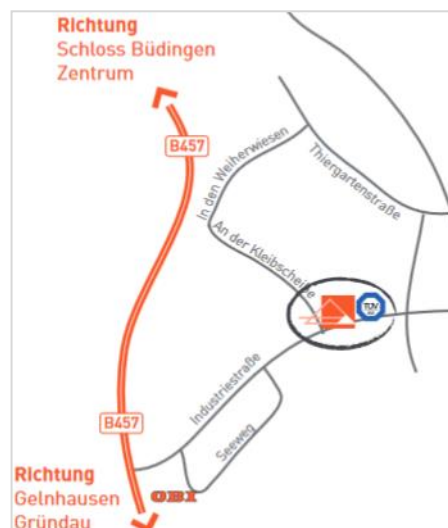 Richtung
Schloss Büdingen
Zentrum
B457
In den Weiherwiesen
Thiergartenstraße
An der Kleibscheibe
TÜV
Industriestraße
B457
Seeweg
Richtung
Gelnhausen
Gründau
OBI